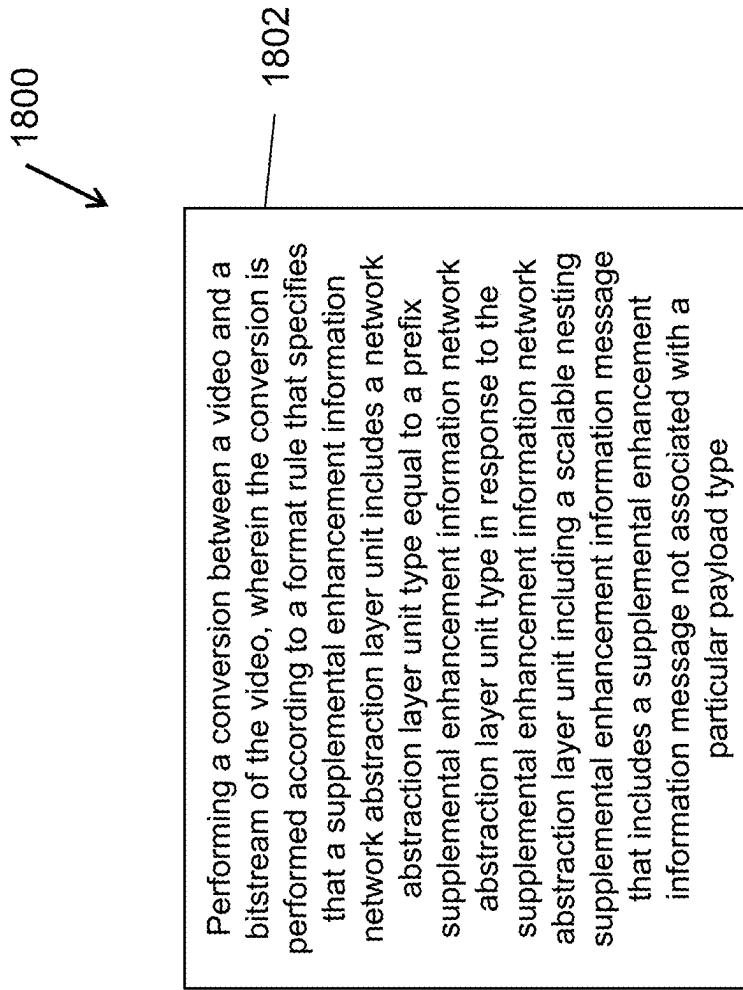 1800
1802
Performing a conversion between a video and a
bitstream of the video, wherein the conversion is
performed according to a format rule that specifies
that a supplemental enhancement information
network abstraction layer unit includes a network
abstraction layer unit type equal to a prefix
supplemental enhancement information network
abstraction layer unit type in response to the
supplemental enhancement information network
abstraction layer unit including a scalable nesting
supplemental enhancement information message
that includes a supplemental enhancement
information message not associated with a
particular payload type